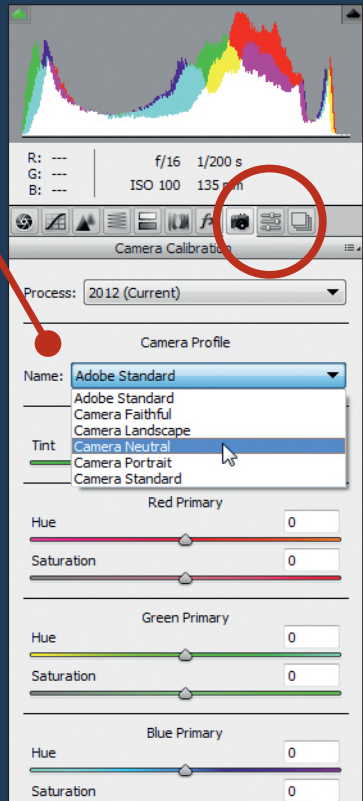 R: --- f/16 1/200 s
G: ---
B: --- ISO 100 135 mm
fx
Camera Calibration
Process: 2012 (Current)
Camera Profile
Name: Adobe Standard
Adobe Standard
Camera Faithful
Camera Landscape
Tint Camera Neutral
Camera Portrait
Camera Standard
Red Primary
Hue 0
Saturation 0
Green Primary
Hue 0
Saturation 0
Blue Primary
Hue 0
Saturation 0